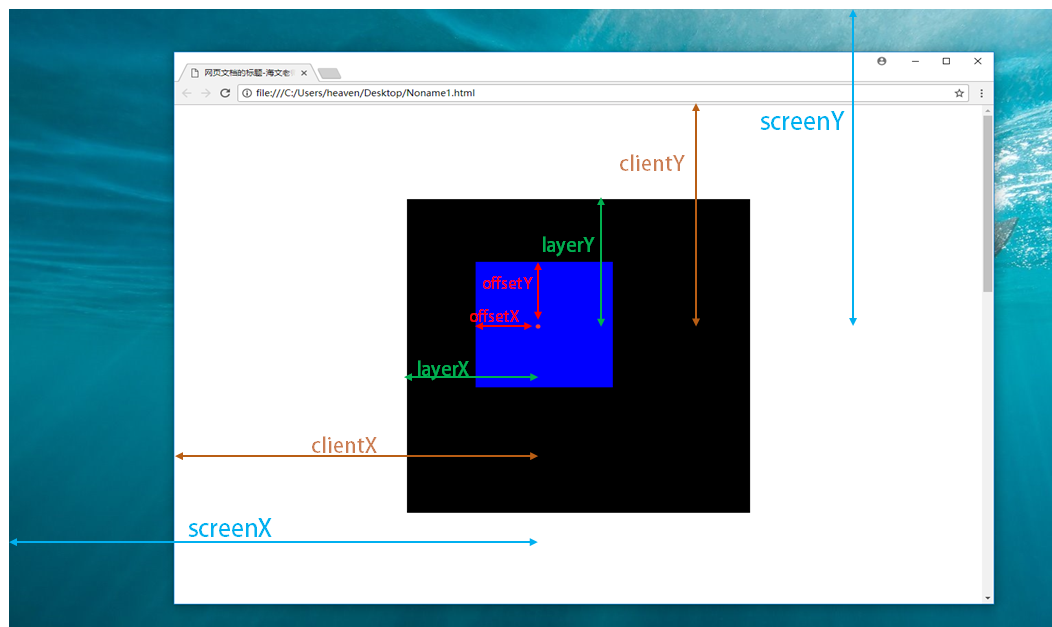 网页文档的标题-海文老
file:///C:/Users/heaven/Desktop/Noname1.html
screenY
clientY
layerY
offsetY
offsetX
layerX
clientX
screenX